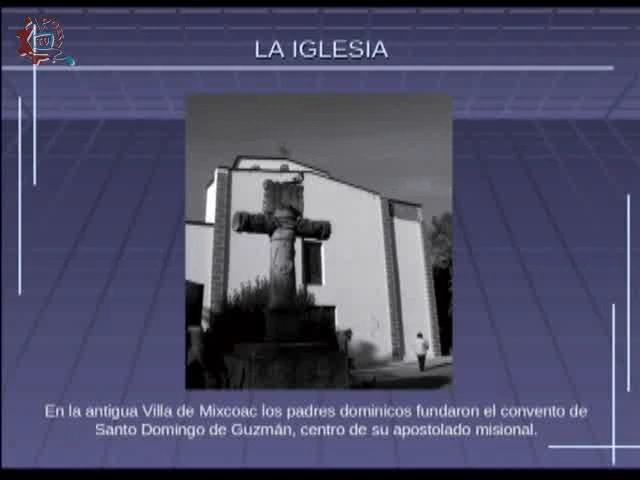 LA IGLESIA
En la antigua Villa de Mixcoac los padres dominicos fundaron el convento de
Santo Domingo de Guzmán, centro de su apostolado misional.